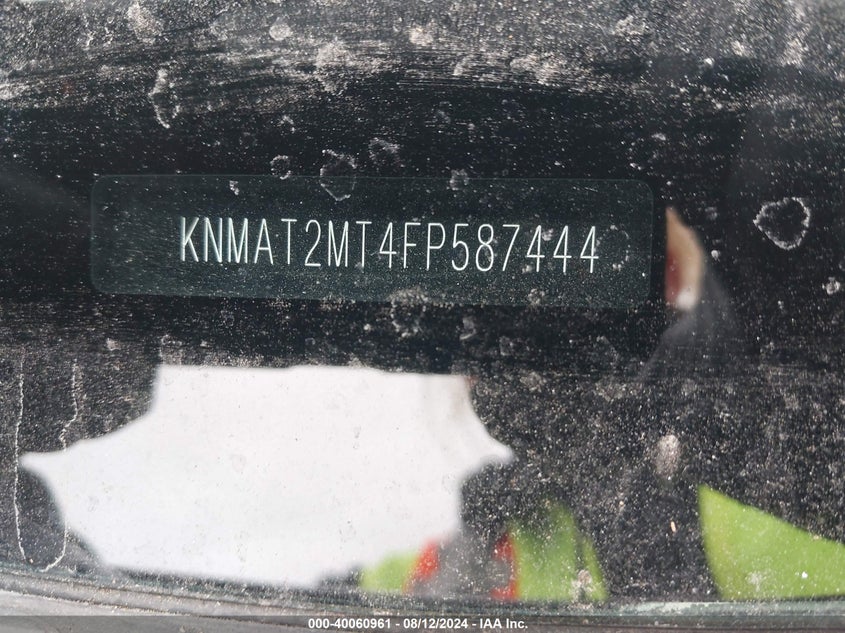 KNMAT2MT4FP587444
000-40060961 - 08/12/2024 - IAA Inc.